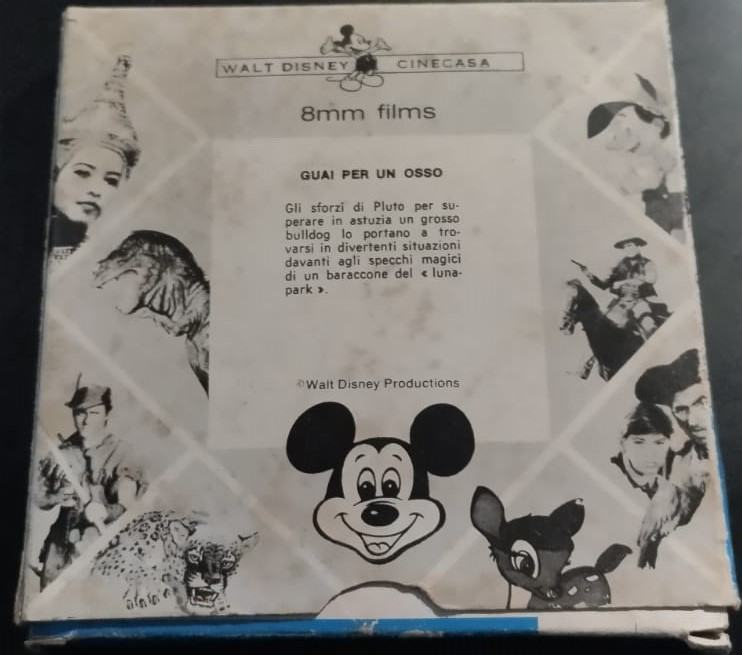 WALT DISNEY CINECASA
8mm films
GUAI PER UN OSSO
Gli sforzi di Pluto per su-
perare in astuzia un grosso
bulldog lo portano a tro-
varsi in divertenti situazioni
davanti agli specchi magici
di un baraccone del « luna-
park ».
©Walt Disney Productions